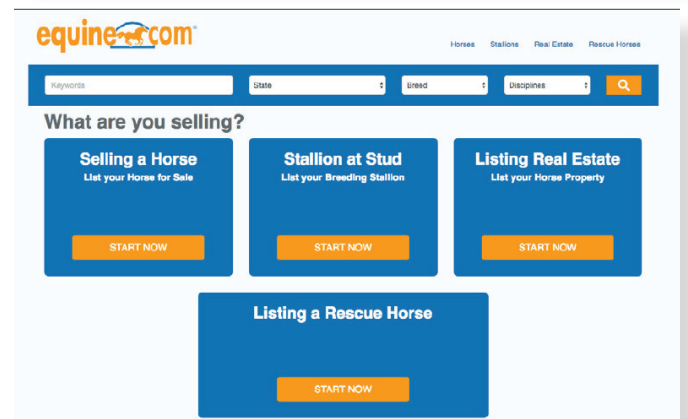 equine.com
Horses Stallions Real Estate Rescue Horses
Keywords State Breed Disciplines
What are you selling?
Selling a Horse
List your Horse for Sale
START NOW
Stallion at Stud
List your Breeding Stallion
START NOW
Listing Real Estate
List your Horse Property
START NOW
Listing a Rescue Horse
START NOW